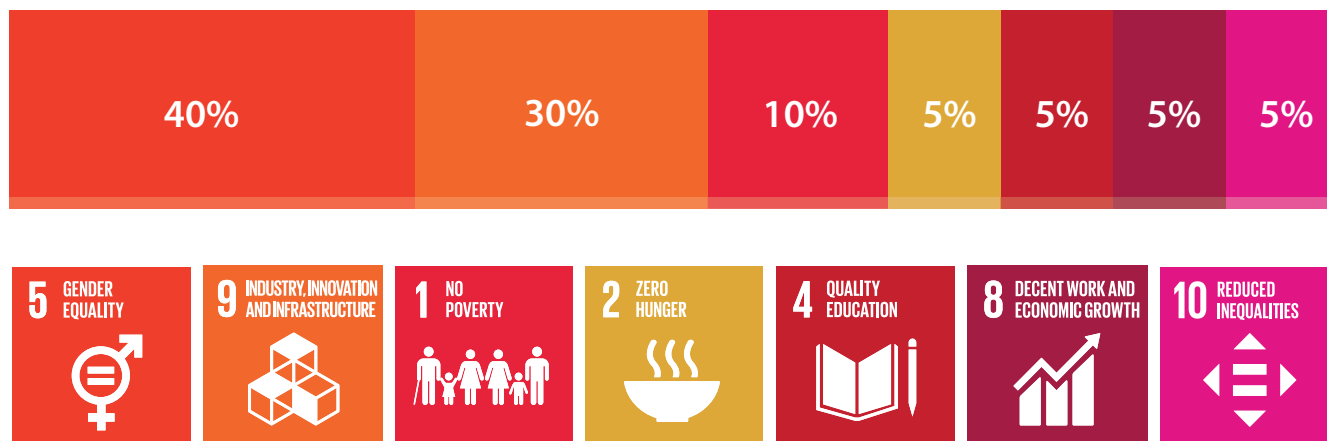 40% 30% 10% 5% 5% 5% 5%
5 GENDER EQUALITY
9 INDUSTRY, INNOVATION AND INFRASTRUCTURE
1 NO POVERTY
2 ZERO HUNGER
4 QUALITY EDUCATION
8 DECENT WORK AND ECONOMIC GROWTH
10 REDUCED INEQUALITIES